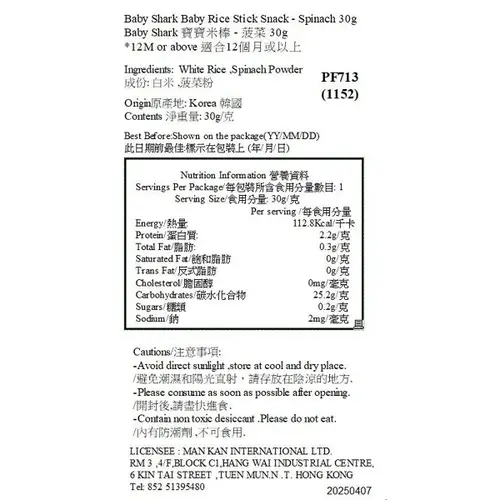 Baby Shark Baby Rice Stick Snack - Spinach 30g
Baby Shark 寶寶米棒 - 菠菜 30g
*12M or above 適合12個月或以上
Ingredients: White Rice ,Spinach Powder
成份: 白米 ,菠菜粉
PF713
(1152)
Origin原產地: Korea 韓國
Contents 淨重量: 30g/克
Best Before:Shown on the package(YY/MM/DD)
此日期前最佳:標示在包裝上 (年/月/日)
Nutrition Information 營養資料
Servings Per Package/每包裝所含食用分量數目: 1
Serving Size/食用分量: 30g/克
Per serving /每食用分量
Energy/熱量: 112.8Kcal/千卡
Protein/蛋白質: 2.2g/克
Total Fat/脂肪: 0.3g/克
Saturated Fat/飽和脂肪 0g/克
Trans Fat/反式脂肪 0g/克
Cholesterol/膽固醇 0mg/毫克
Carbohydrates/碳水化合物 25.2g/克
Sugars/糖類 0.2g/克
Sodium/鈉 2mg/毫克
Cautions/注意事項:
-Avoid direct sunlight ,store at cool and dry place.
/避免潮濕和陽光直射，請存放在陰涼的地方.
-Please consume as soon as possible after opening.
/開封後,請盡快進食.
-Contain non toxic desiccant .Please do not eat.
/內有防潮劑 ,不可食用.
LICENSEE : MAN KAN INTERNATIONAL LTD.
RM 3 ,4/F,BLOCK C1,HANG WAI INDUSTRIAL CENTRE,
6 KIN TAI STREET ,TUEN MUN.N .T. HONG KONG
Tel: 852 51395480
20250407